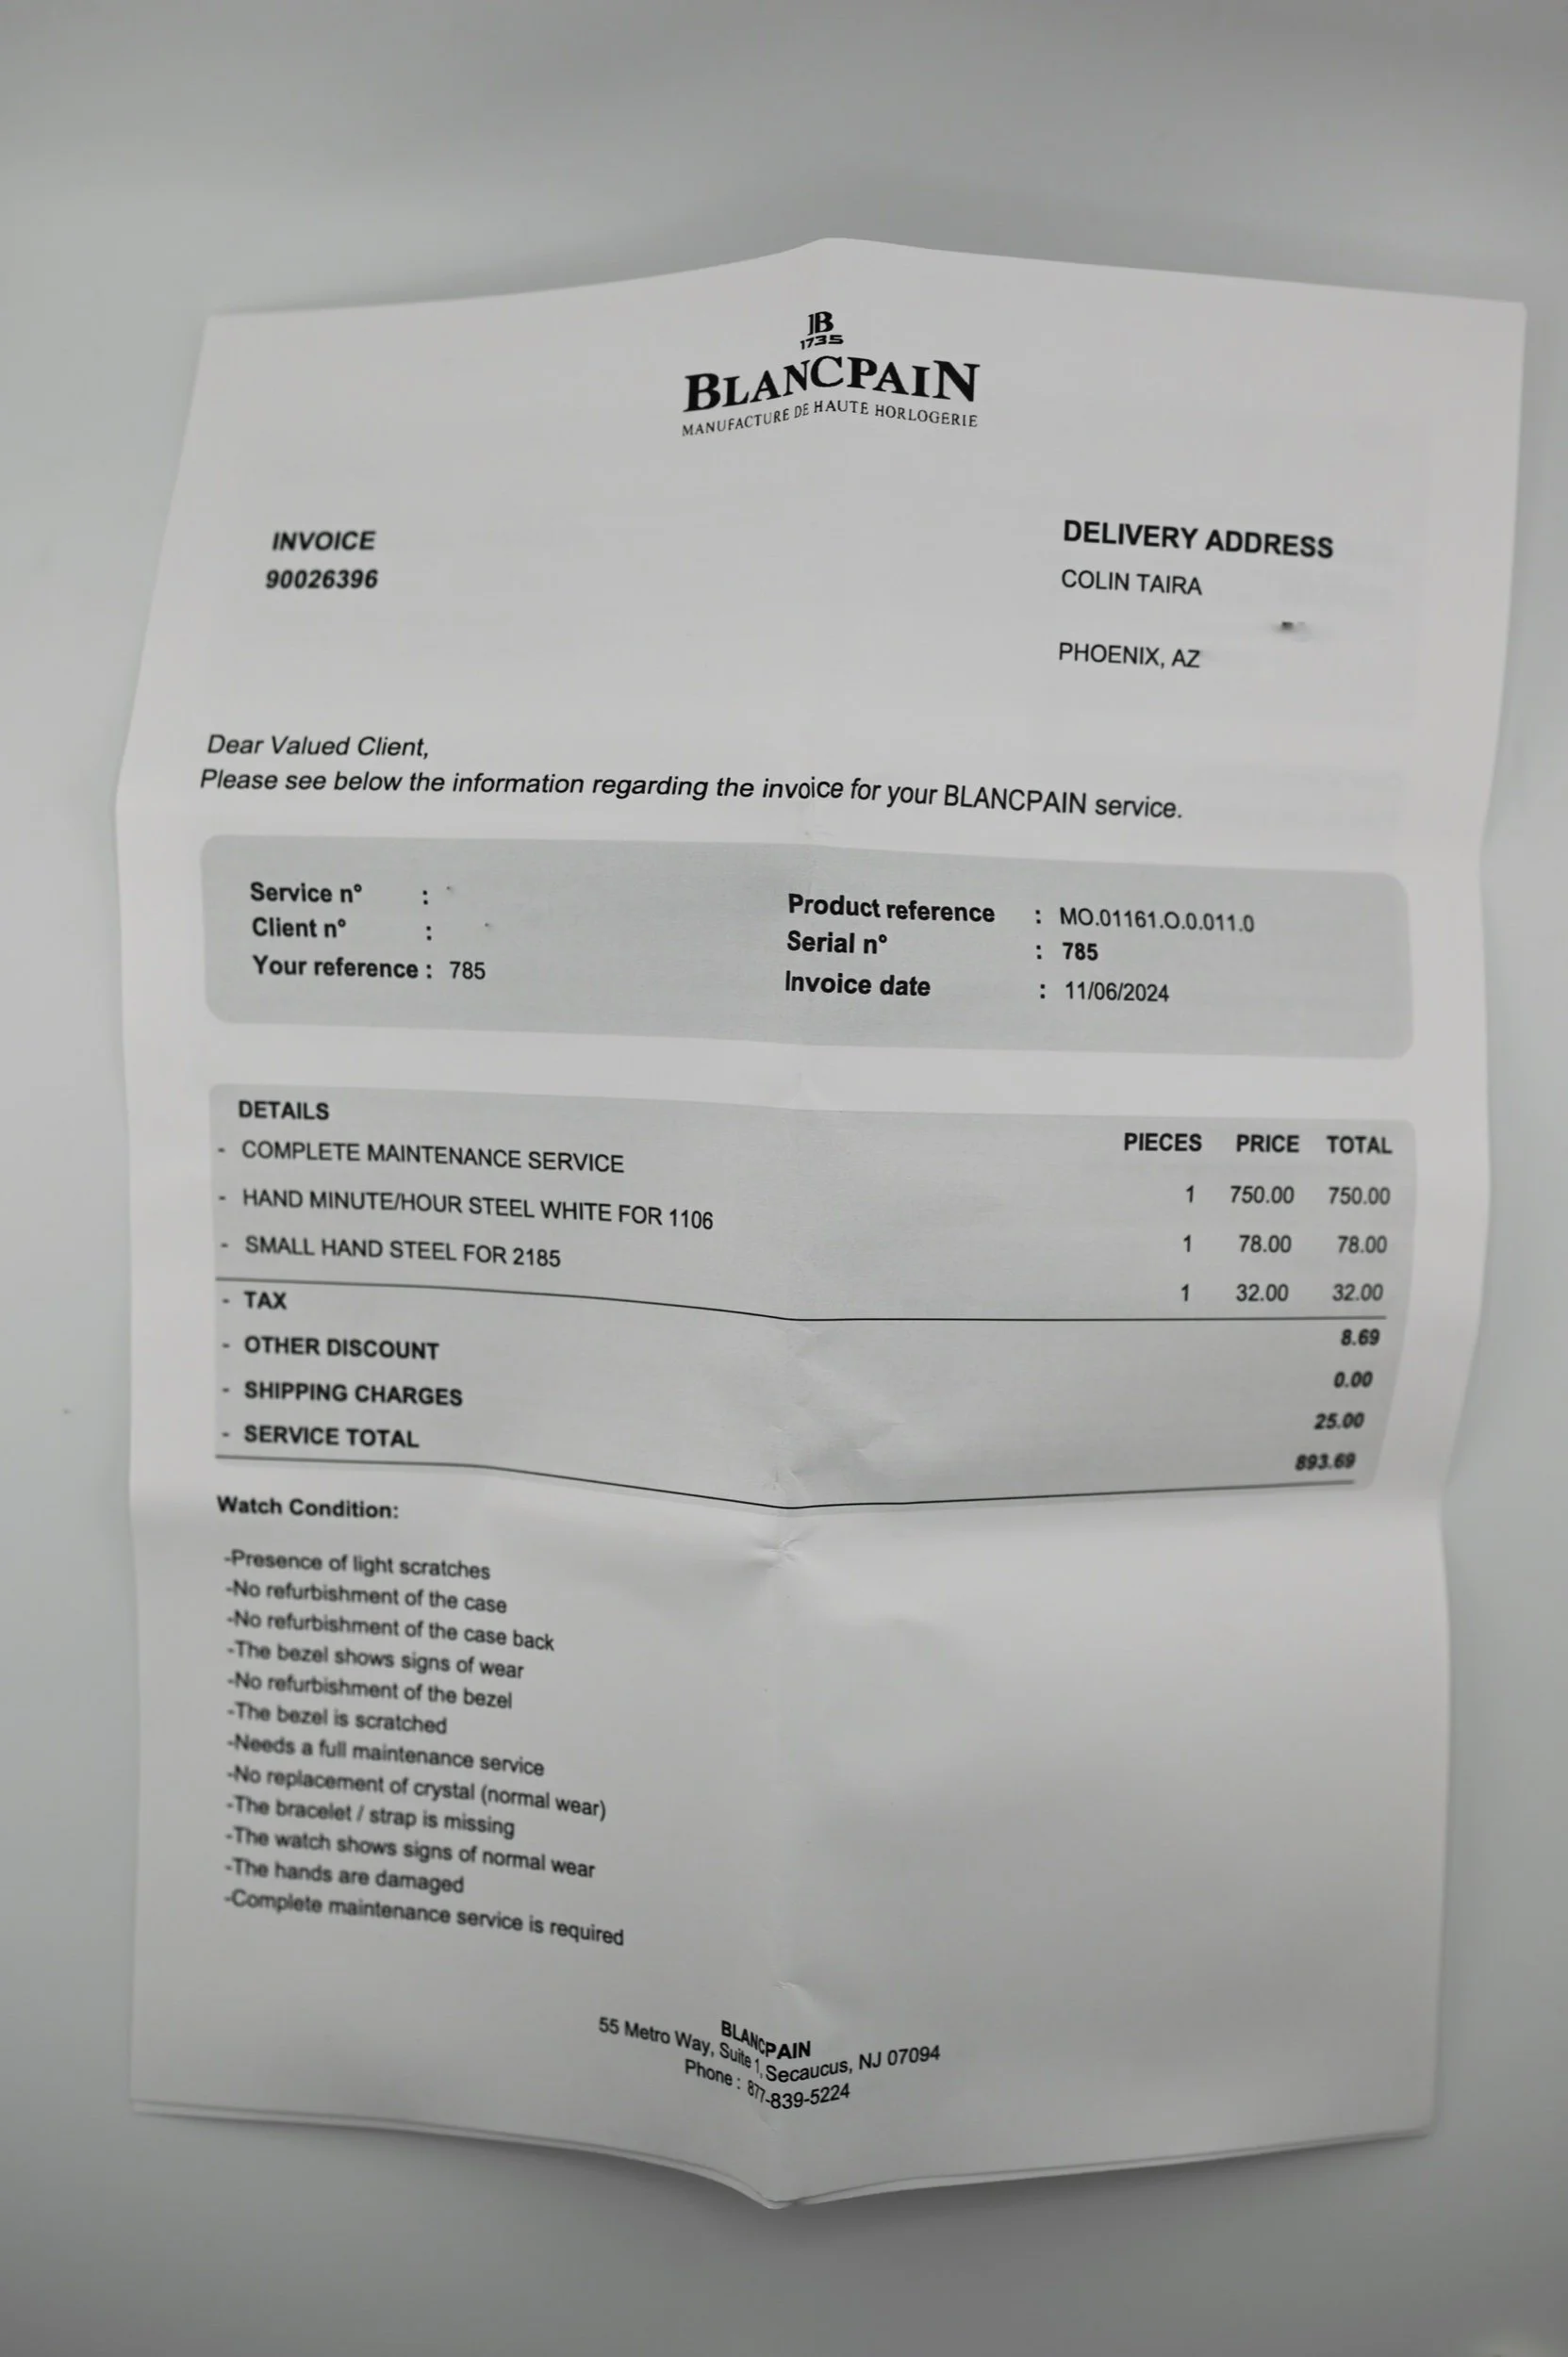 JB
1735
BLANCPAIN
MANUFACTURE DE HAUTE HORLOGERIE
INVOICE
90026396
DELIVERY ADDRESS
COLIN TAIRA
PHOENIX, AZ
Dear Valued Client,
Please see below the information regarding the invoice for your BLANCPAIN service.
Service n° :
Client n° :
Your reference : 785
Product reference : MO.01161.O.0.011.0
Serial n° : 785
Invoice date : 11/06/2024
DETAILS PIECES PRICE TOTAL
- COMPLETE MAINTENANCE SERVICE 1 750.00 750.00
- HAND MINUTE/HOUR STEEL WHITE FOR 1106 1 78.00 78.00
- SMALL HAND STEEL FOR 2185 1 32.00 32.00
- TAX 8.69
- OTHER DISCOUNT 0.00
- SHIPPING CHARGES 25.00
- SERVICE TOTAL 893.69
Watch Condition:
-Presence of light scratches
-No refurbishment of the case
-No refurbishment of the case back
-The bezel shows signs of wear
-No refurbishment of the bezel
-The bezel is scratched
-Needs a full maintenance service
-No replacement of crystal (normal wear)
-The bracelet / strap is missing
-The watch shows signs of normal wear
-The hands are damaged
-Complete maintenance service is required
BLANCPAIN
55 Metro Way, Suite 1, Secaucus, NJ 07094
Phone : 877-839-5224